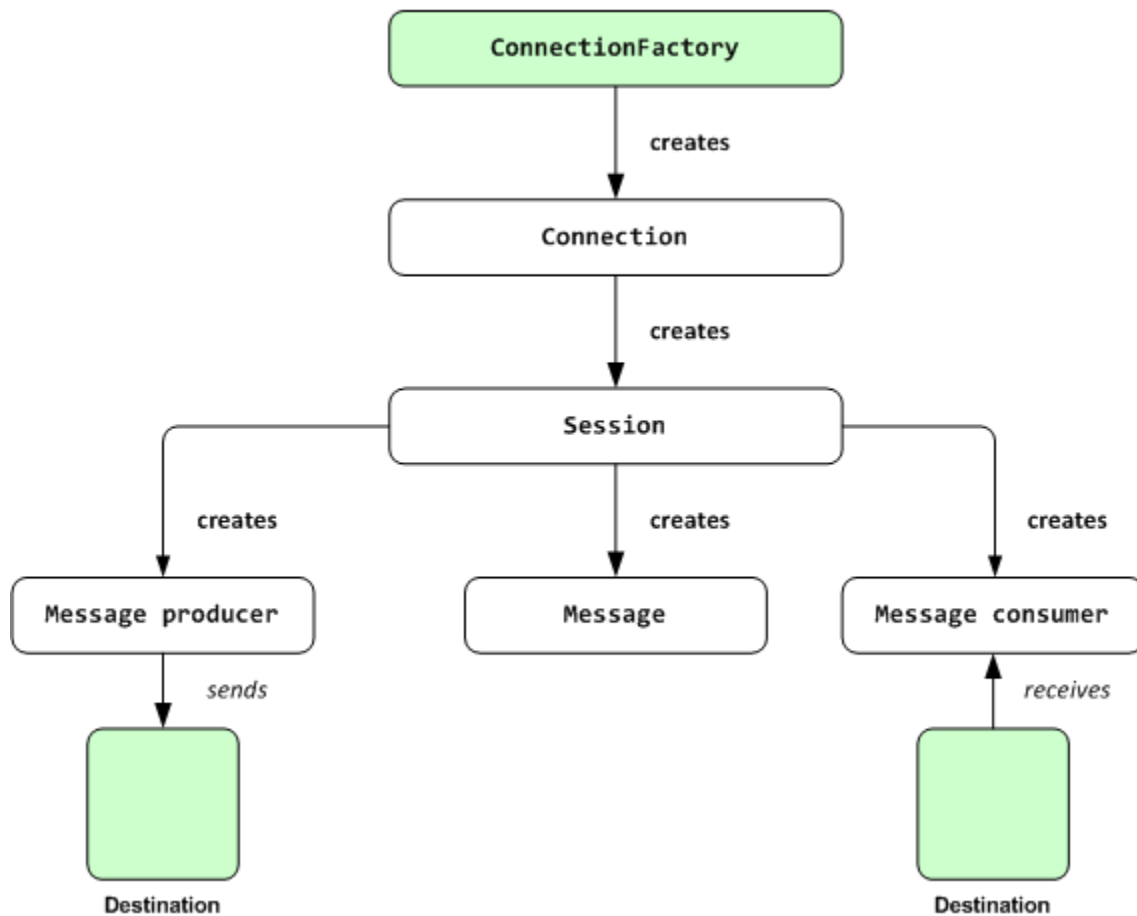 ConnectionFactory
creates
Connection
creates
Session
creates
creates
creates
Message producer
Message
Message consumer
sends
receives
Destination
Destination